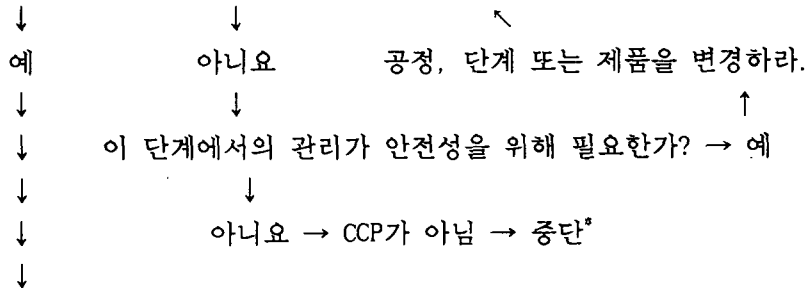 ↓ ↓ ↖
예 아니요 공정, 단계 또는 제품을 변경하라.
↓ ↓ ↑
↓ 이 단계에서의 관리가 안전성을 위해 필요한가? → 예
↓ ↓
↓ 아니요 → CCP가 아님 → 중단*
↓